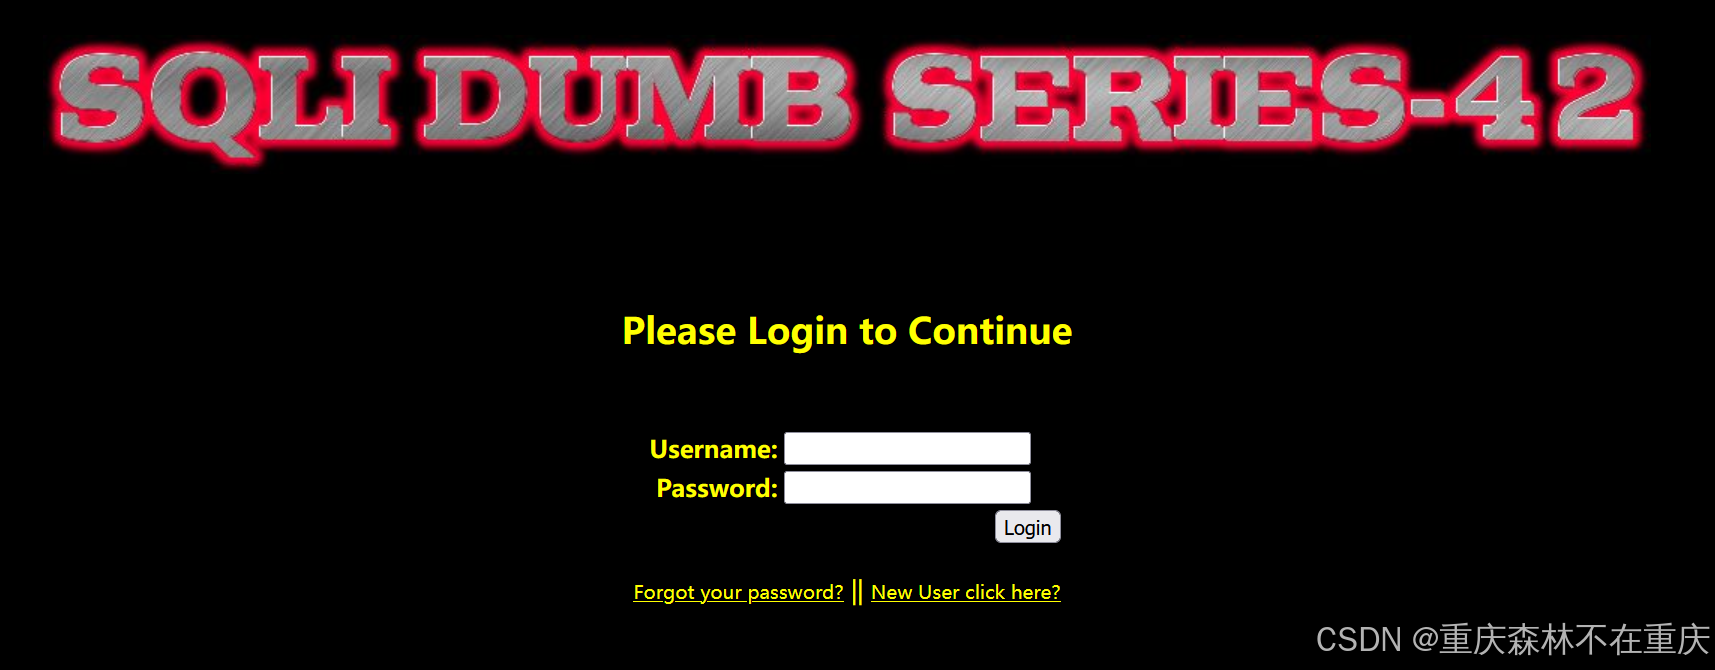 SQLI DUMB SERIES-42
Please Login to Continue
Username:
Password:
Login
Forgot your password? || New User click here?
CSDN @重庆森林不在重庆